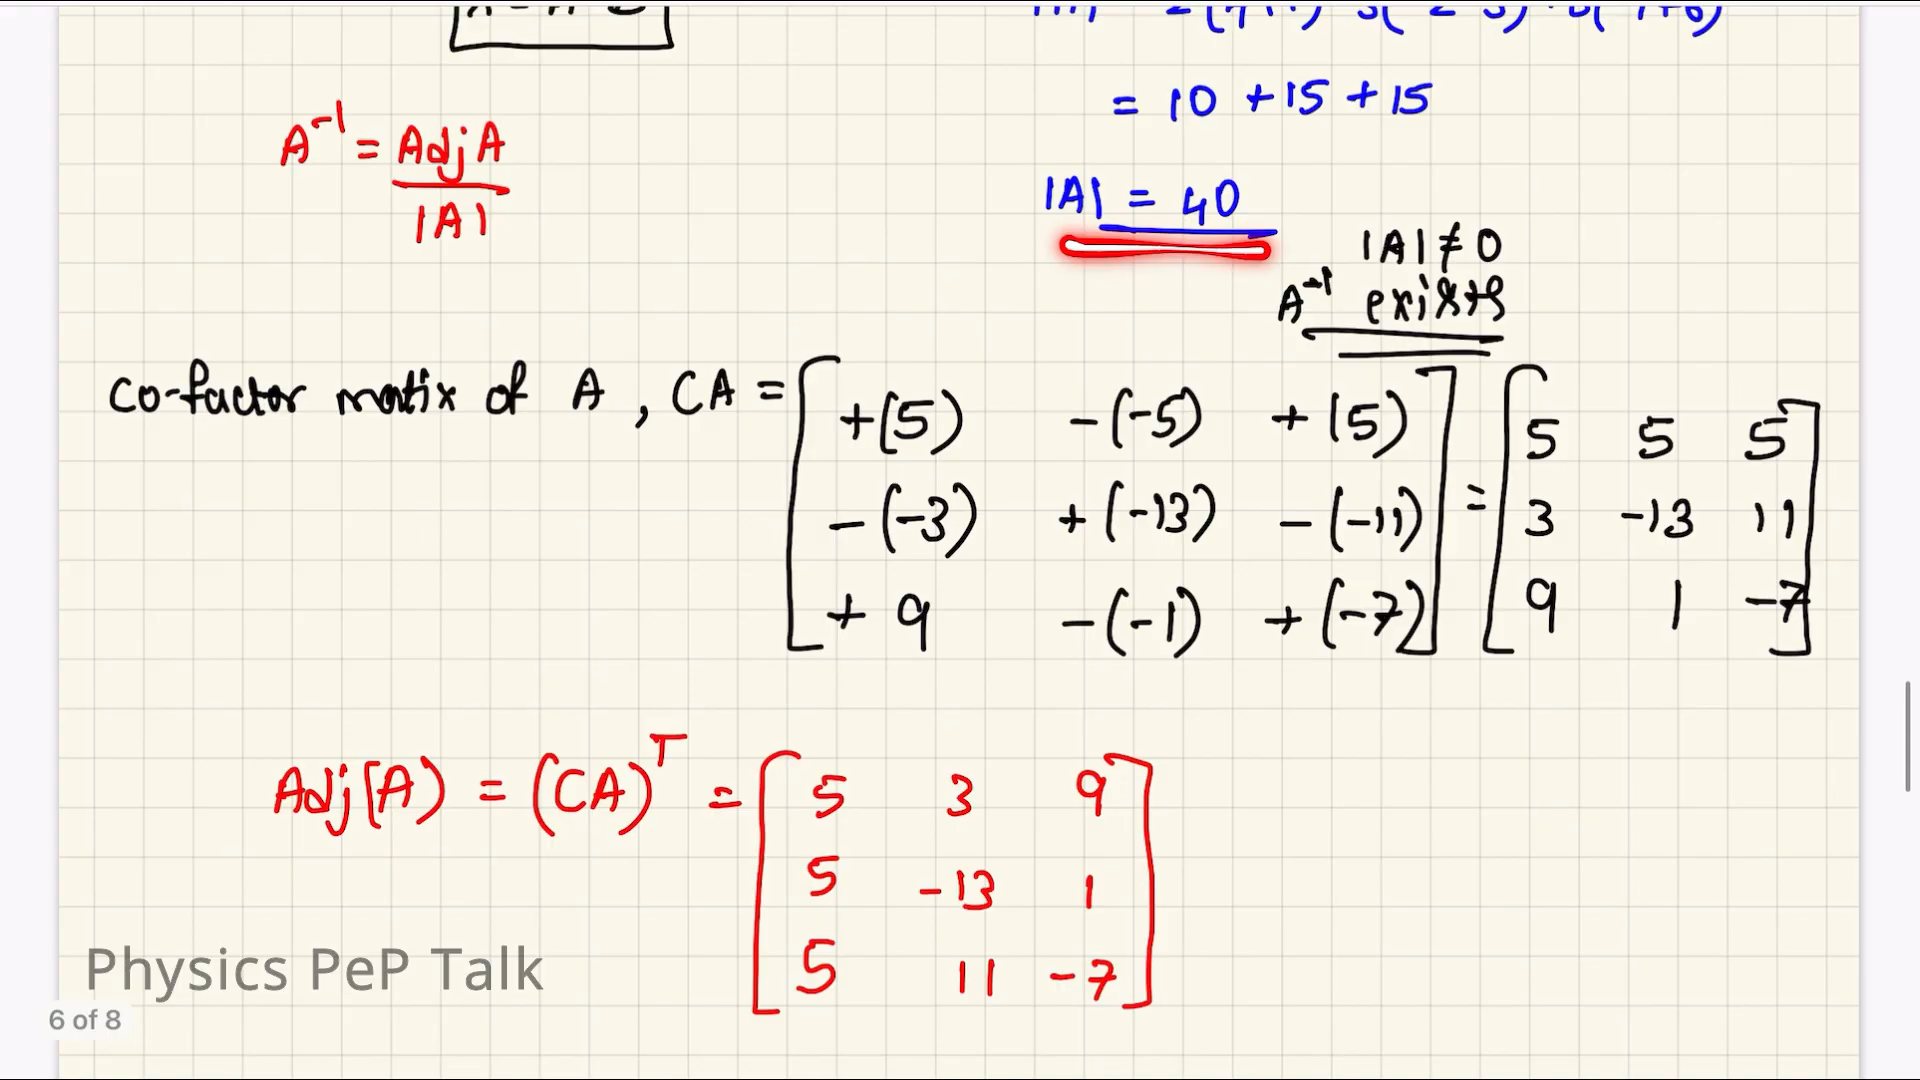 = 10 + 15 + 15
A⁻¹ = Adj A
|A|
|A| = 40
|A| ≠ 0
A⁻¹ exists
co-factor matix of A , CA = [ +(5) -(-5) +(5) ] = [ 5 5 5 ]
-(-3) +(-13) -(-11) 3 -13 11
+ 9 -(-1) +(-7) 9 1 -7
Adj(A) = (CA)ᵀ = [ 5 3 9 ]
5 -13 1
5 11 -7
Physics PeP Talk
6 of 8